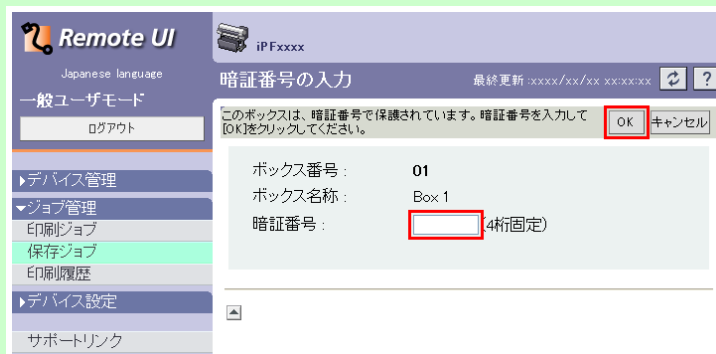 Remote UI
Japanese language
一般ユーザモード
ログアウト
▶デバイス管理
▼ジョブ管理
印刷ジョブ
保存ジョブ
印刷履歴
▶デバイス設定
サポートリンク
iPFxxxx
暗証番号の入力
最終更新 :xxxx/xx/xx xx:xx:xx
?
このボックスは、暗証番号で保護されています。暗証番号を入力して
[OK]をクリックしてください。
OK
キャンセル
ボックス番号 : 01
ボックス名称 : Box 1
暗証番号 : (4桁固定)